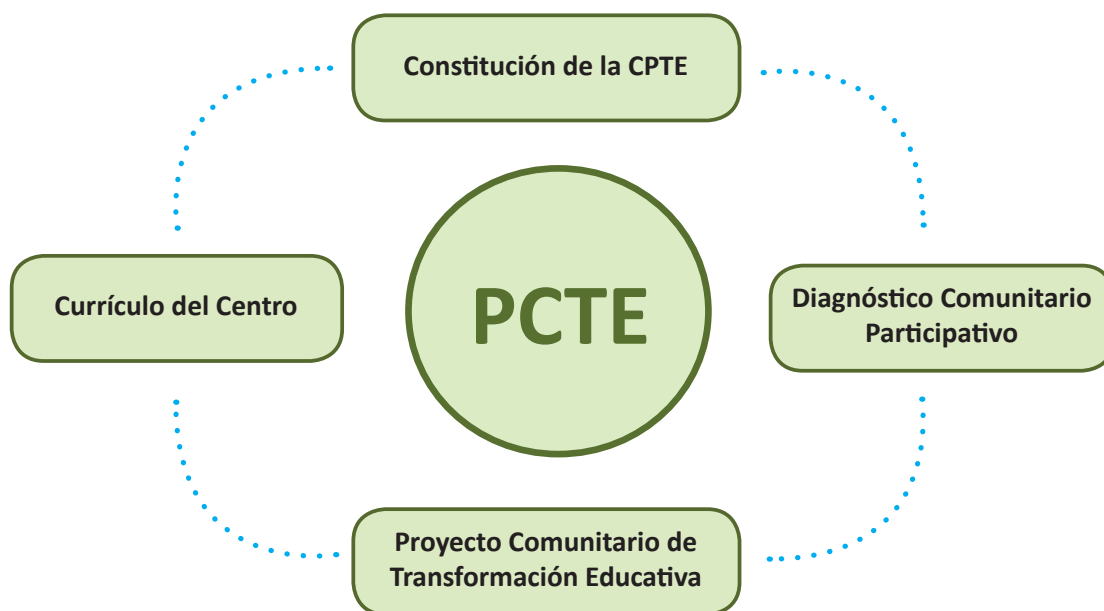 Constitución de la CPTE
Currículo del Centro
PCTE
Diagnóstico Comunitario
Participativo
Proyecto Comunitario de
Transformación Educativa